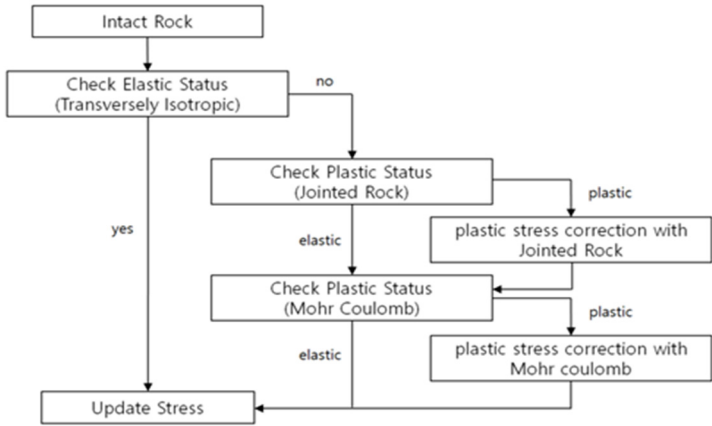 Intact Rock
Check Elastic Status
(Transversely Isotropic)
no
Check Plastic Status
(Jointed Rock)
plastic
yes
elastic
plastic stress correction with
Jointed Rock
Check Plastic Status
(Mohr Coulomb)
plastic
elastic
plastic stress correction with
Mohr coulomb
Update Stress